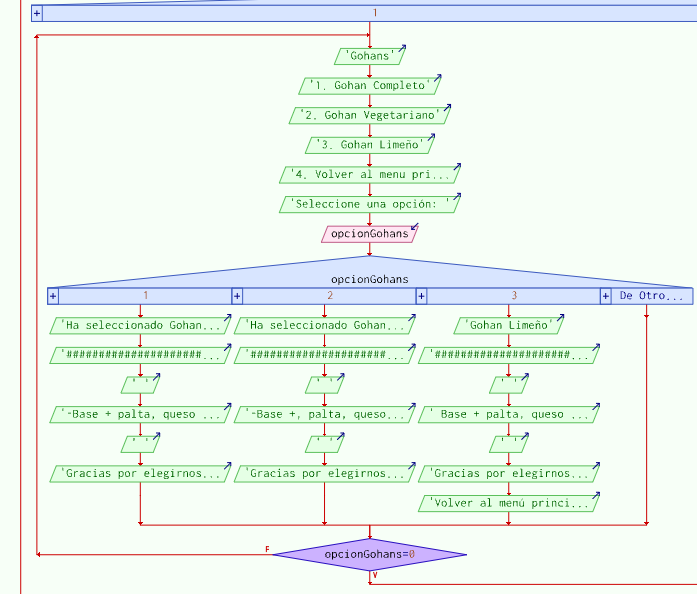 + 1
'Gohans'
'1. Gohan Completo'
'2. Gohan Vegetariano'
'3. Gohan Limeño'
'4. Volver al menu pri...
'Seleccione una opción: '
opcionGohans
opcionGohans
+ 1 + 2 + 3 + De Otro...
'Ha seleccionado Gohan... 'Ha seleccionado Gohan... 'Gohan Limeño'
'#####################... '#####################... '#####################...
' ' ' ' ' '
'-Base + palta, queso... '-Base +, palta, queso... ' Base + palta, queso ...
' ' ' ' ' '
'Gracias por elegirnos... 'Gracias por elegirnos... 'Gracias por elegirnos...
'Volver al menú princi...
F opcionGohans=0
V